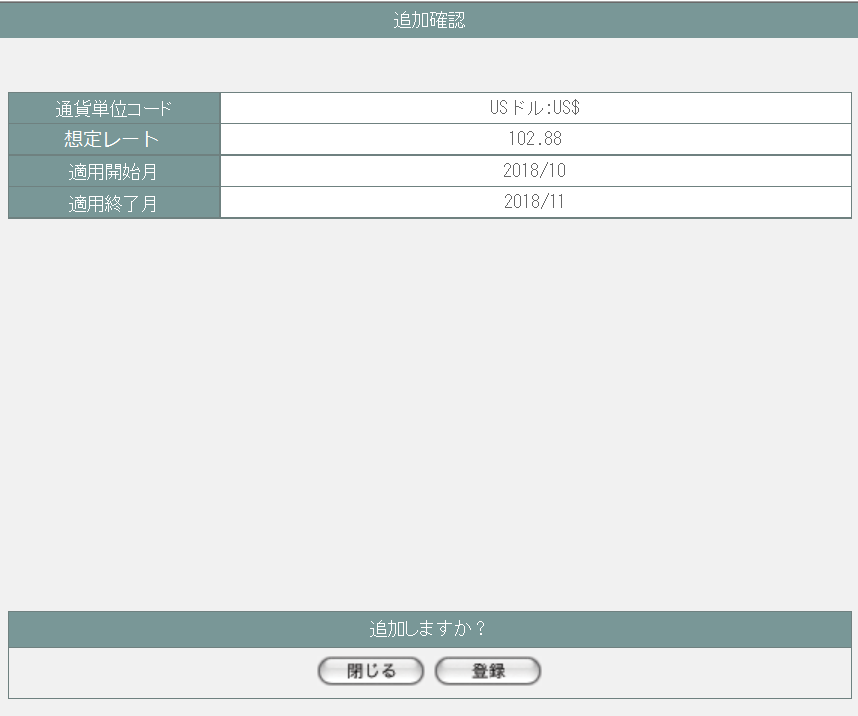 追加確認
通貨単位コード USドル:US$
想定レート 102.88
適用開始月 2018/10
適用終了月 2018/11
追加しますか？
閉じる 登録